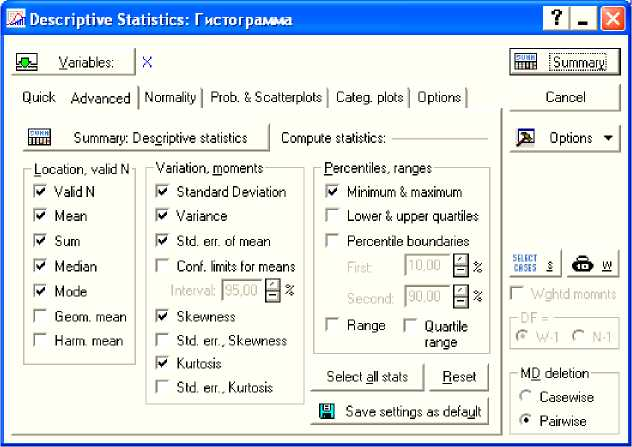 Descriptive Statistics: Гистограмма
Variables: X
Summary
Quick Advanced Normality Prob. & Scatterplots Categ. plots Options
Cancel
Summary: Descriptive statistics Compute statistics:
Options
Location, valid N
Valid N
Mean
Sum
Median
Mode
Geom. mean
Harm. mean
Variation, moments
Standard Deviation
Variance
Std. err. of mean
Conf. limits for means
Interval: 95,00 %
Skewness
Std. err., Skewness
Kurtosis
Std. err., Kurtosis
Percentiles, ranges
Minimum & maximum
Lower & upper quartiles
Percentile boundaries
First: 10,00 %
Second: 90,00 %
Range
Quartile
range
Select all stats Reset
Save settings as default
SELECT
CASES S W
Wghtd momnts
DF =
W-1 N-1
MD deletion
Casewise
Pairwise